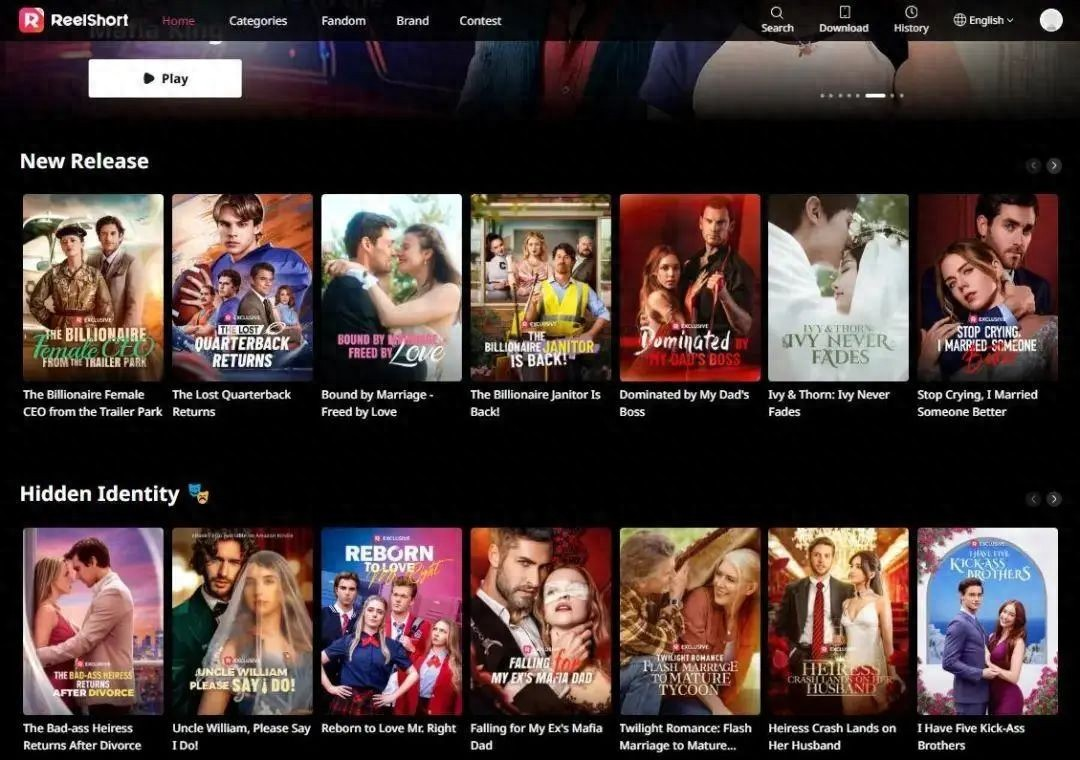 ReelShort Home Categories Fandom Brand Contest Search Download History English
Mafia King
Play
New Release
EXCLUSIVE
THE BILLIONAIRE
Female CEO
FROM THE TRAILER PARK
THE LOST
QUARTERBACK
RETURNS
BOUND BY MARRIAGE
FREED BY Love
EXCLUSIVE
THE
BILLIONAIRE JANITOR
IS BACK!
EXCLUSIVE
Dominated BY
MY DAD'S BOSS
IVY & THORN:
IVY NEVER
FADES
EXCLUSIVE
STOP CRYING,
I MARRIED SOMEONE
Better
The Billionaire Female
CEO from the Trailer Park
The Lost Quarterback
Returns
Bound by Marriage -
Freed by Love
The Billionaire Janitor Is
Back!
Dominated by My Dad's
Boss
Ivy & Thorn: Ivy Never
Fades
Stop Crying, I Married
Someone Better
Hidden Identity
EXCLUSIVE
THE BAD-ASS HEIRESS
RETURNS
AFTER DIVORCE
EXCLUSIVE
UNCLE WILLIAM,
PLEASE SAY I DO!
EXCLUSIVE
REBORN
TO LOVE
Mr. Right
EXCLUSIVE
FALLING for
MY EX'S MAFIA DAD
EXCLUSIVE
TWILIGHT ROMANCE:
FLASH MARRIAGE
TO MATURE
TYCOON
EXCLUSIVE
HEIRESS
CRASH LANDS ON HER
HUSBAND
EXCLUSIVE
I HAVE FIVE
KICK-ASS
BROTHERS
The Bad-ass Heiress
Returns After Divorce
Uncle William, Please Say
I Do!
Reborn to Love Mr. Right
Falling for My Ex's Mafia
Dad
Twilight Romance: Flash
Marriage to Mature...
Heiress Crash Lands on
Her Husband
I Have Five Kick-Ass
Brothers